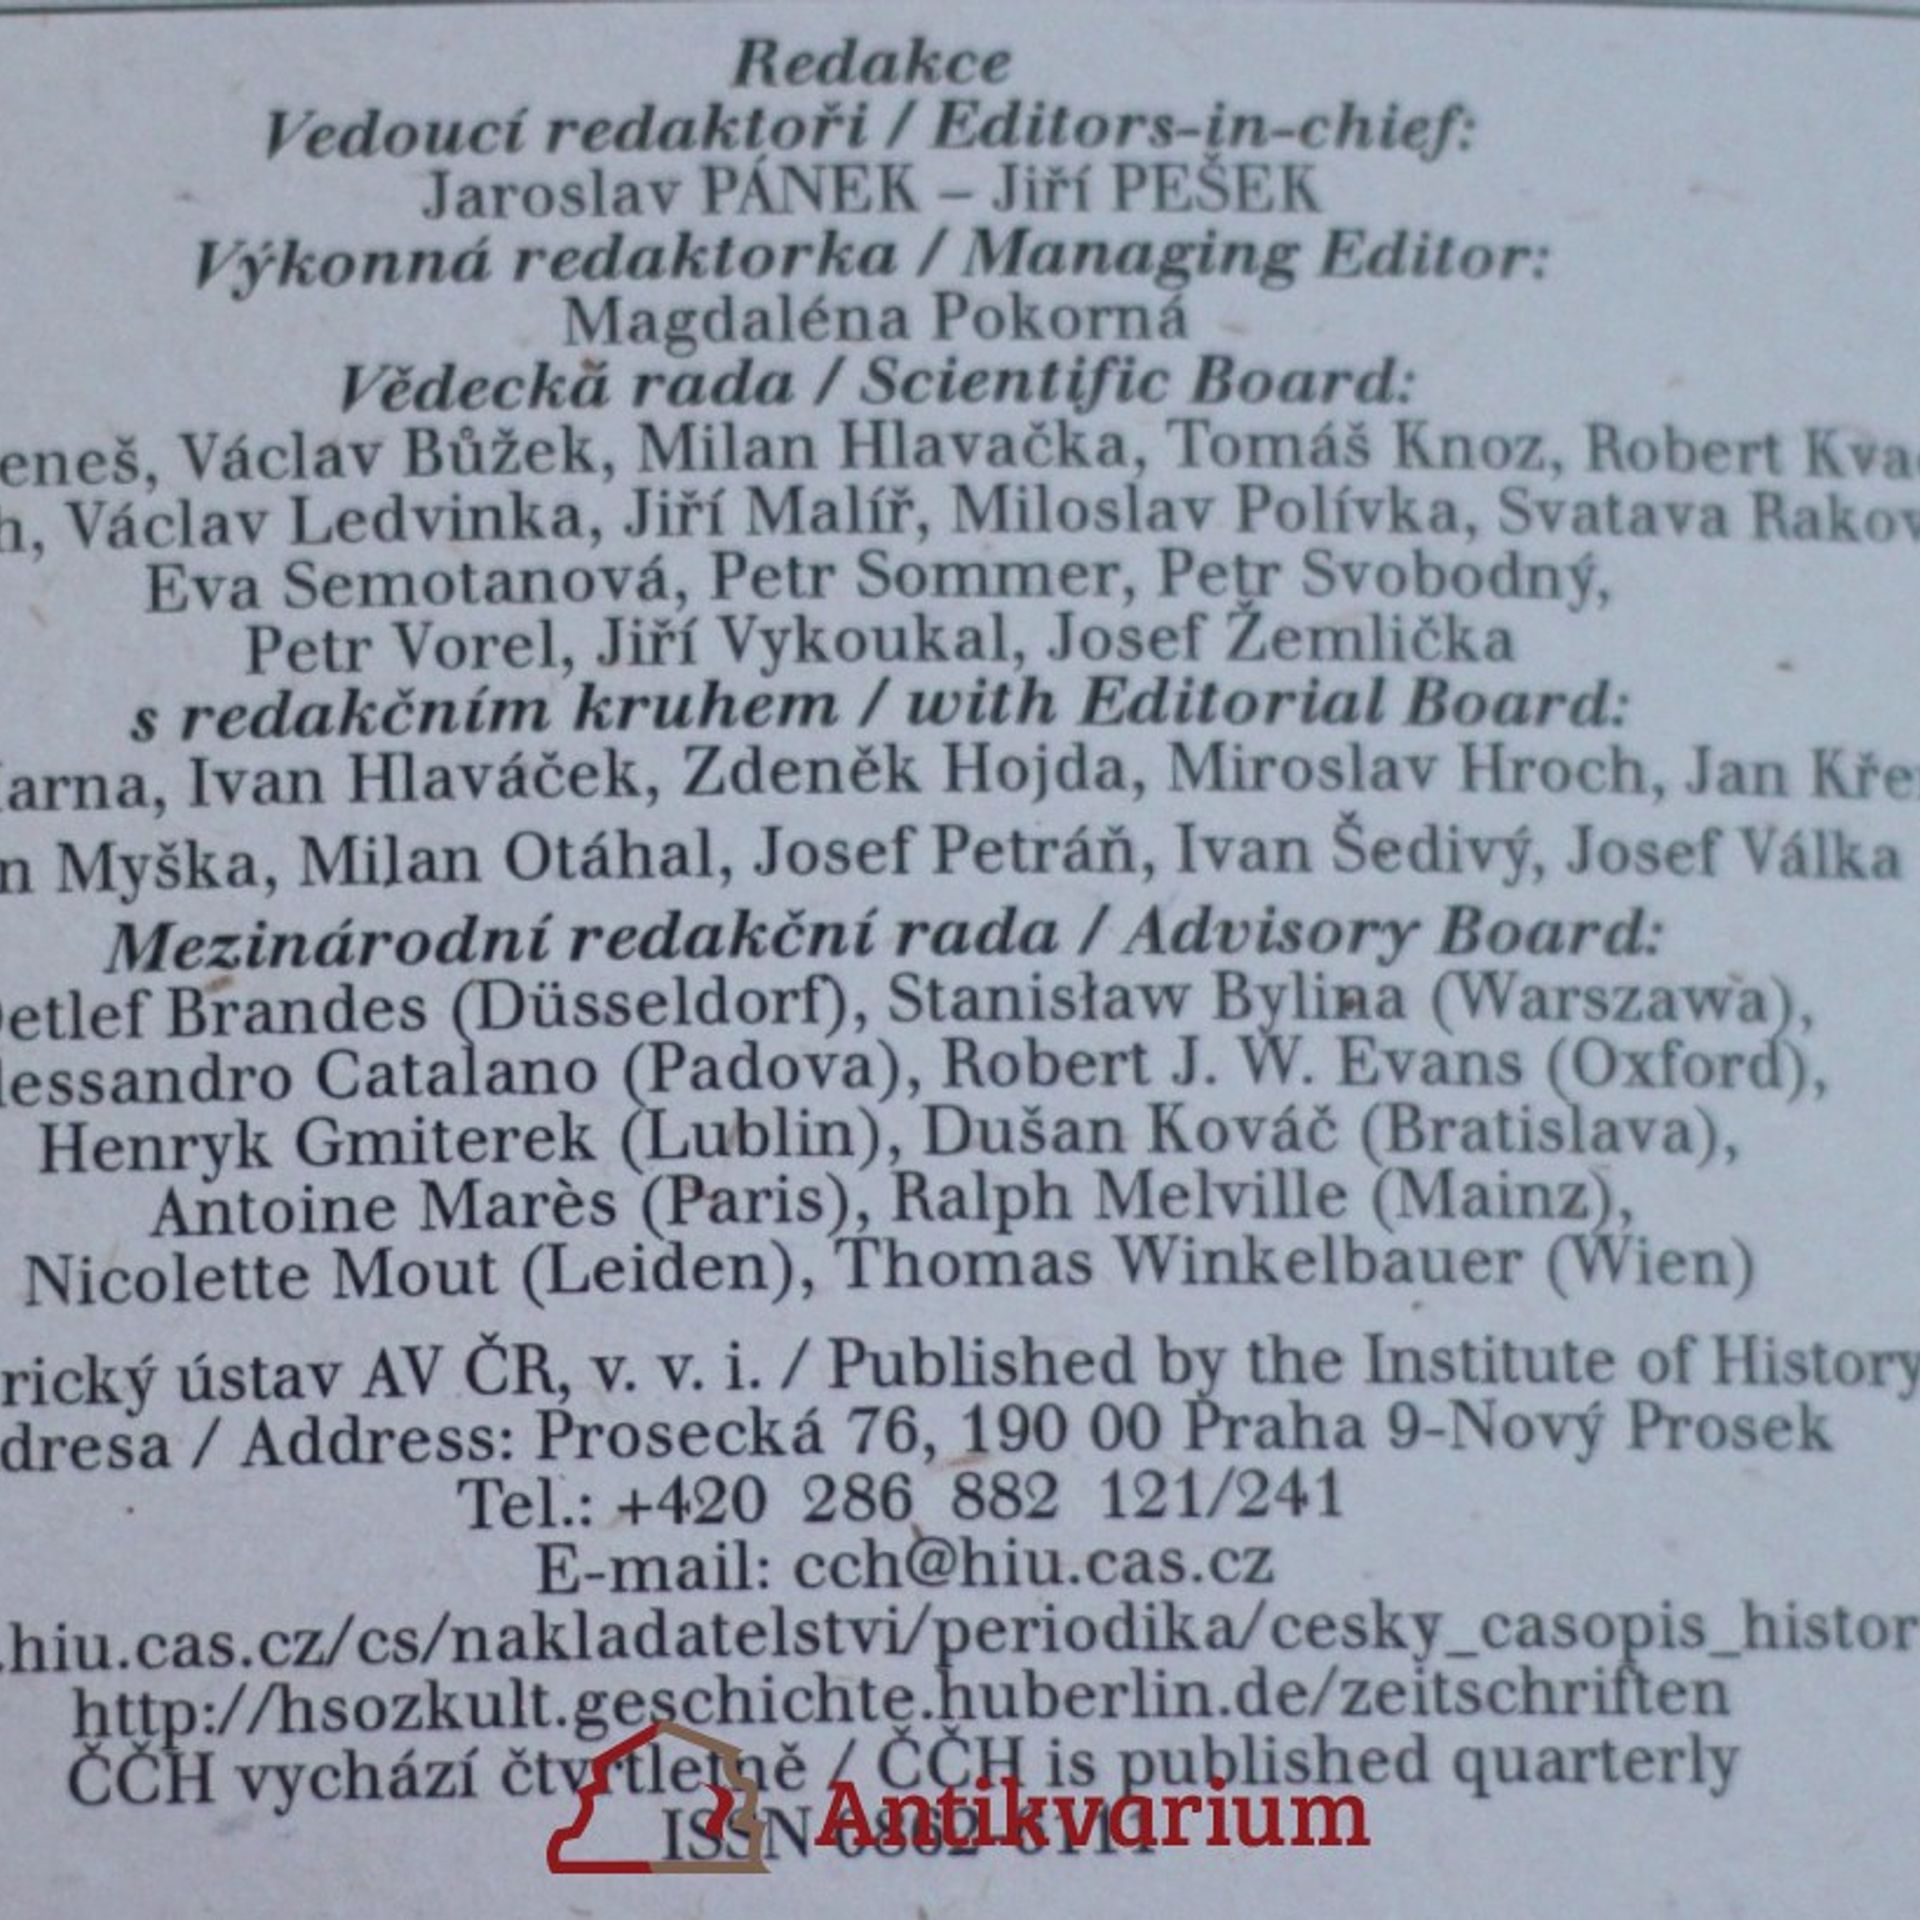 Redakce
Vedoucí redaktoři / Editors-in-chief:
Jaroslav PÁNEK – Jiří PEŠEK
Výkonná redaktorka / Managing Editor:
Magdaléna Pokorná
Vědecká rada / Scientific Board:
eneš, Václav Bůžek, Milan Hlavačka, Tomáš Knoz, Robert Kva
h, Václav Ledvinka, Jiří Malíř, Miloslav Polívka, Svatava Rakov
Eva Semotanová, Petr Sommer, Petr Svobodný,
Petr Vorel, Jiří Vykoukal, Josef Žemlička
s redakčním kruhem / with Editorial Board:
arna, Ivan Hlaváček, Zdeněk Hojda, Miroslav Hroch, Jan Kře
n Myška, Milan Otáhal, Josef Petráň, Ivan Šedivý, Josef Válka
Mezinárodní redakční rada / Advisory Board:
etlef Brandes (Düsseldorf), Stanisław Bylina (Warszawa),
lessandro Catalano (Padova), Robert J. W. Evans (Oxford),
Henryk Gmiterek (Lublin), Dušan Kováč (Bratislava),
Antoine Marès (Paris), Ralph Melville (Mainz),
Nicolette Mout (Leiden), Thomas Winkelbauer (Wien)
rický ústav AV ČR, v. v. i. / Published by the Institute of History
dresa / Address: Prosecká 76, 190 00 Praha 9-Nový Prosek
Tel.: +420 286 882 121/241
E-mail: cch@hiu.cas.cz
.hiu.cas.cz/cs/nakladatelstvi/periodika/cesky_casopis_histor
http://hsozkult.geschichte.huberlin.de/zeitschriften
ČČH vychází čtvrtletně / ČČH is published quarterly
ISSN 0862-6111
Antikvarium